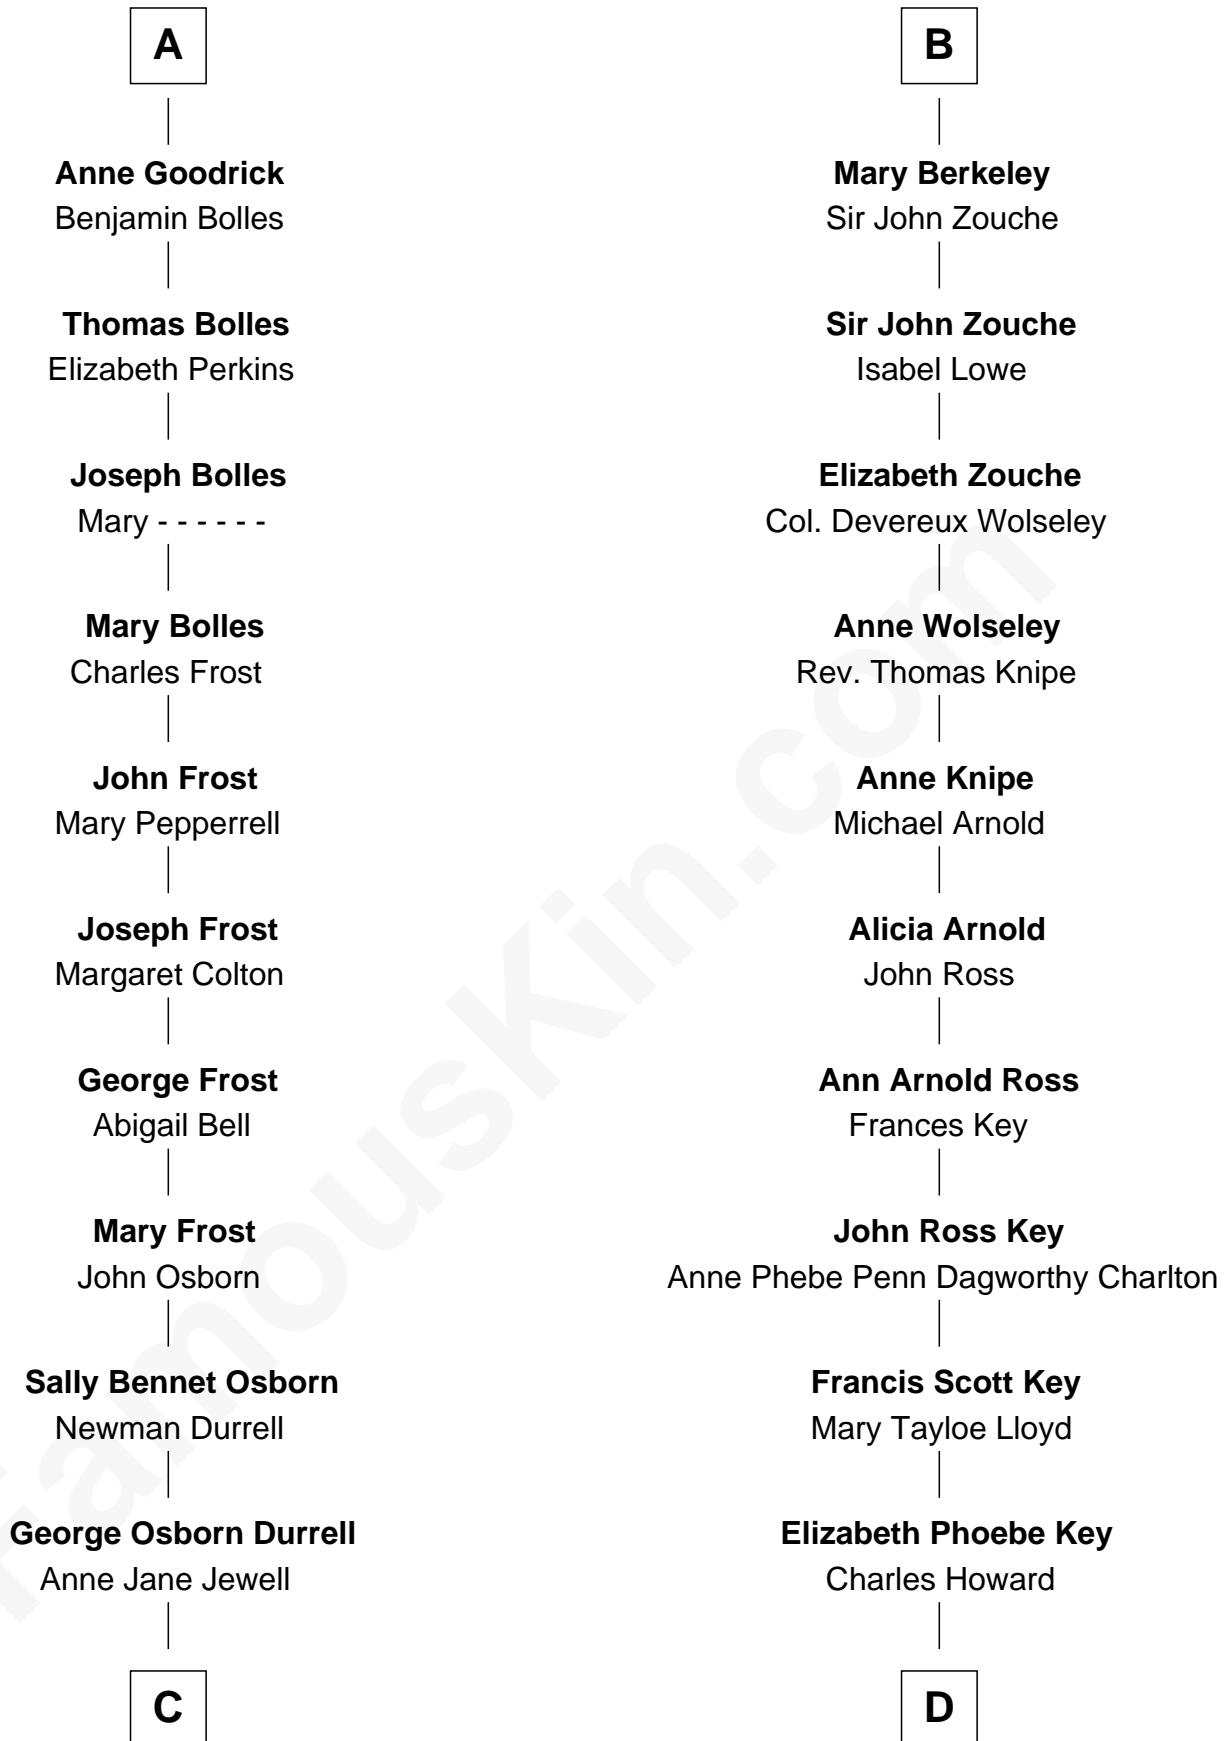 A
Anne Goodrick
Benjamin Bolles
Thomas Bolles
Elizabeth Perkins
Joseph Bolles
Mary - - - - - -
Mary Bolles
Charles Frost
John Frost
Mary Pepperrell
Joseph Frost
Margaret Colton
George Frost
Abigail Bell
Mary Frost
John Osborn
Sally Bennet Osborn
Newman Durrell
George Osborn Durrell
Anne Jane Jewell
C
B
Mary Berkeley
Sir John Zouche
Sir John Zouche
Isabel Lowe
Elizabeth Zouche
Col. Devereux Wolseley
Anne Wolseley
Rev. Thomas Knipe
Anne Knipe
Michael Arnold
Alicia Arnold
John Ross
Ann Arnold Ross
Frances Key
John Ross Key
Anne Phebe Penn Dagworthy Charlton
Francis Scott Key
Mary Tayloe Lloyd
Elizabeth Phoebe Key
Charles Howard
D
FamousKin.com